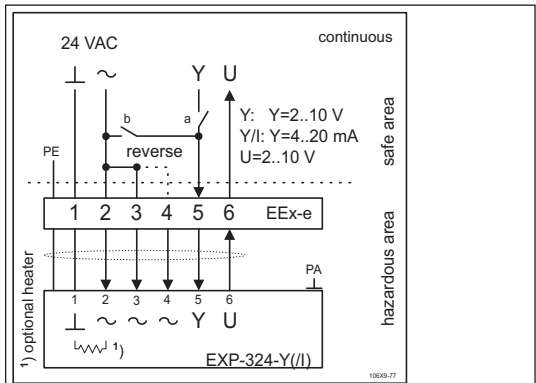 24 VAC
continuous
⊥ ~ Y U
b a
Y: Y=2..10 V
Y/I: Y=4..20 mA
U=2..10 V
reverse
PE
safe area
1 2 3 4 5 6 EEx-e
hazardous area
PA
1 2 3 4 5 6
⊥ ~ ~ ~ Y U
¹)
EXP-324-Y(/I)
¹) optional heater
106X9-77